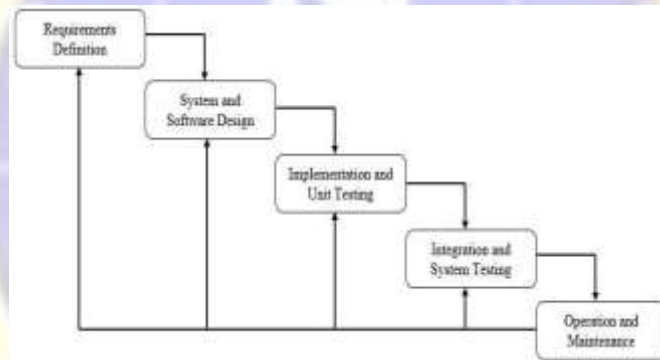 Requirements
Definition
System and
Software Design
Implementation and
Unit Testing
Integration and
System Testing
Operation and
Maintenance